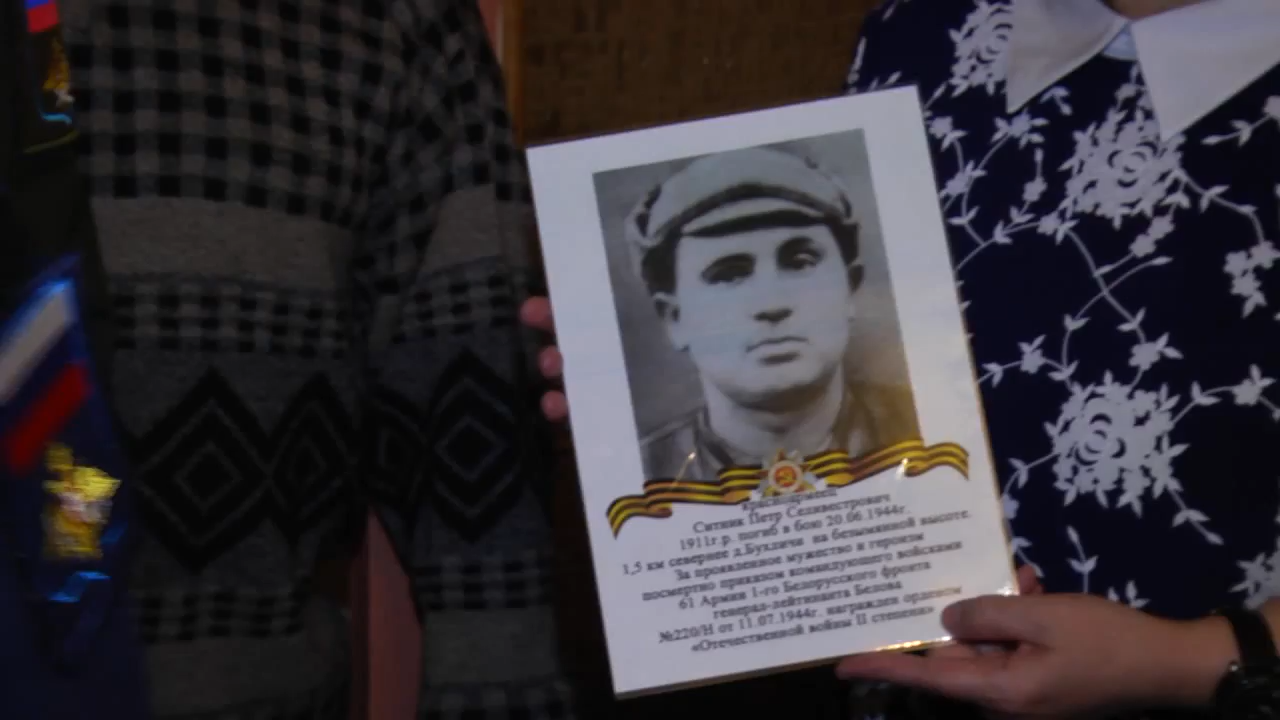 красноармеец
Ситник Петр Селивестрович
1911г.р. погиб в бою 20.06.1944г.
1,5 км севернее д.Бухличи на безымянной высоте.
За проявленное мужество и героизм
посмертно приказом командующего войсками
61 Армии 1-го Белорусского фронта
генерал-лейтинанта Белова
№220/Н от 11.07.1944г. награжден орденом
«Отечественной войны II степени»